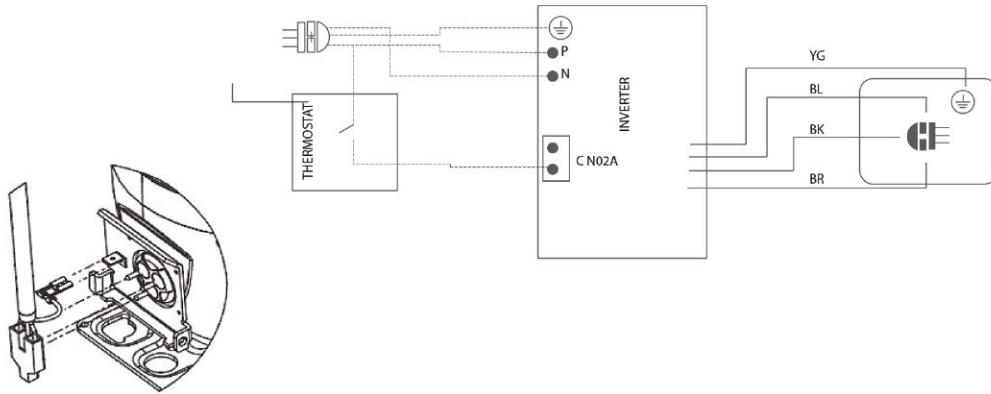 P
N
THERMOSTAT
INVERTER
C N02A
YG
BL
BK
BR